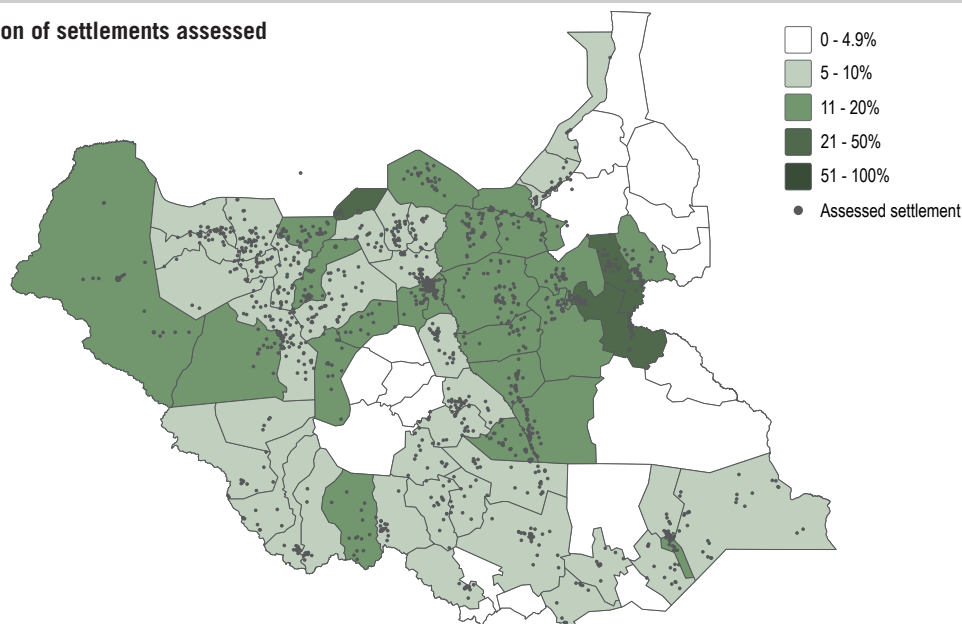 on of settlements assessed
0 - 4.9%
5 - 10%
11 - 20%
21 - 50%
51 - 100%
Assessed settlement